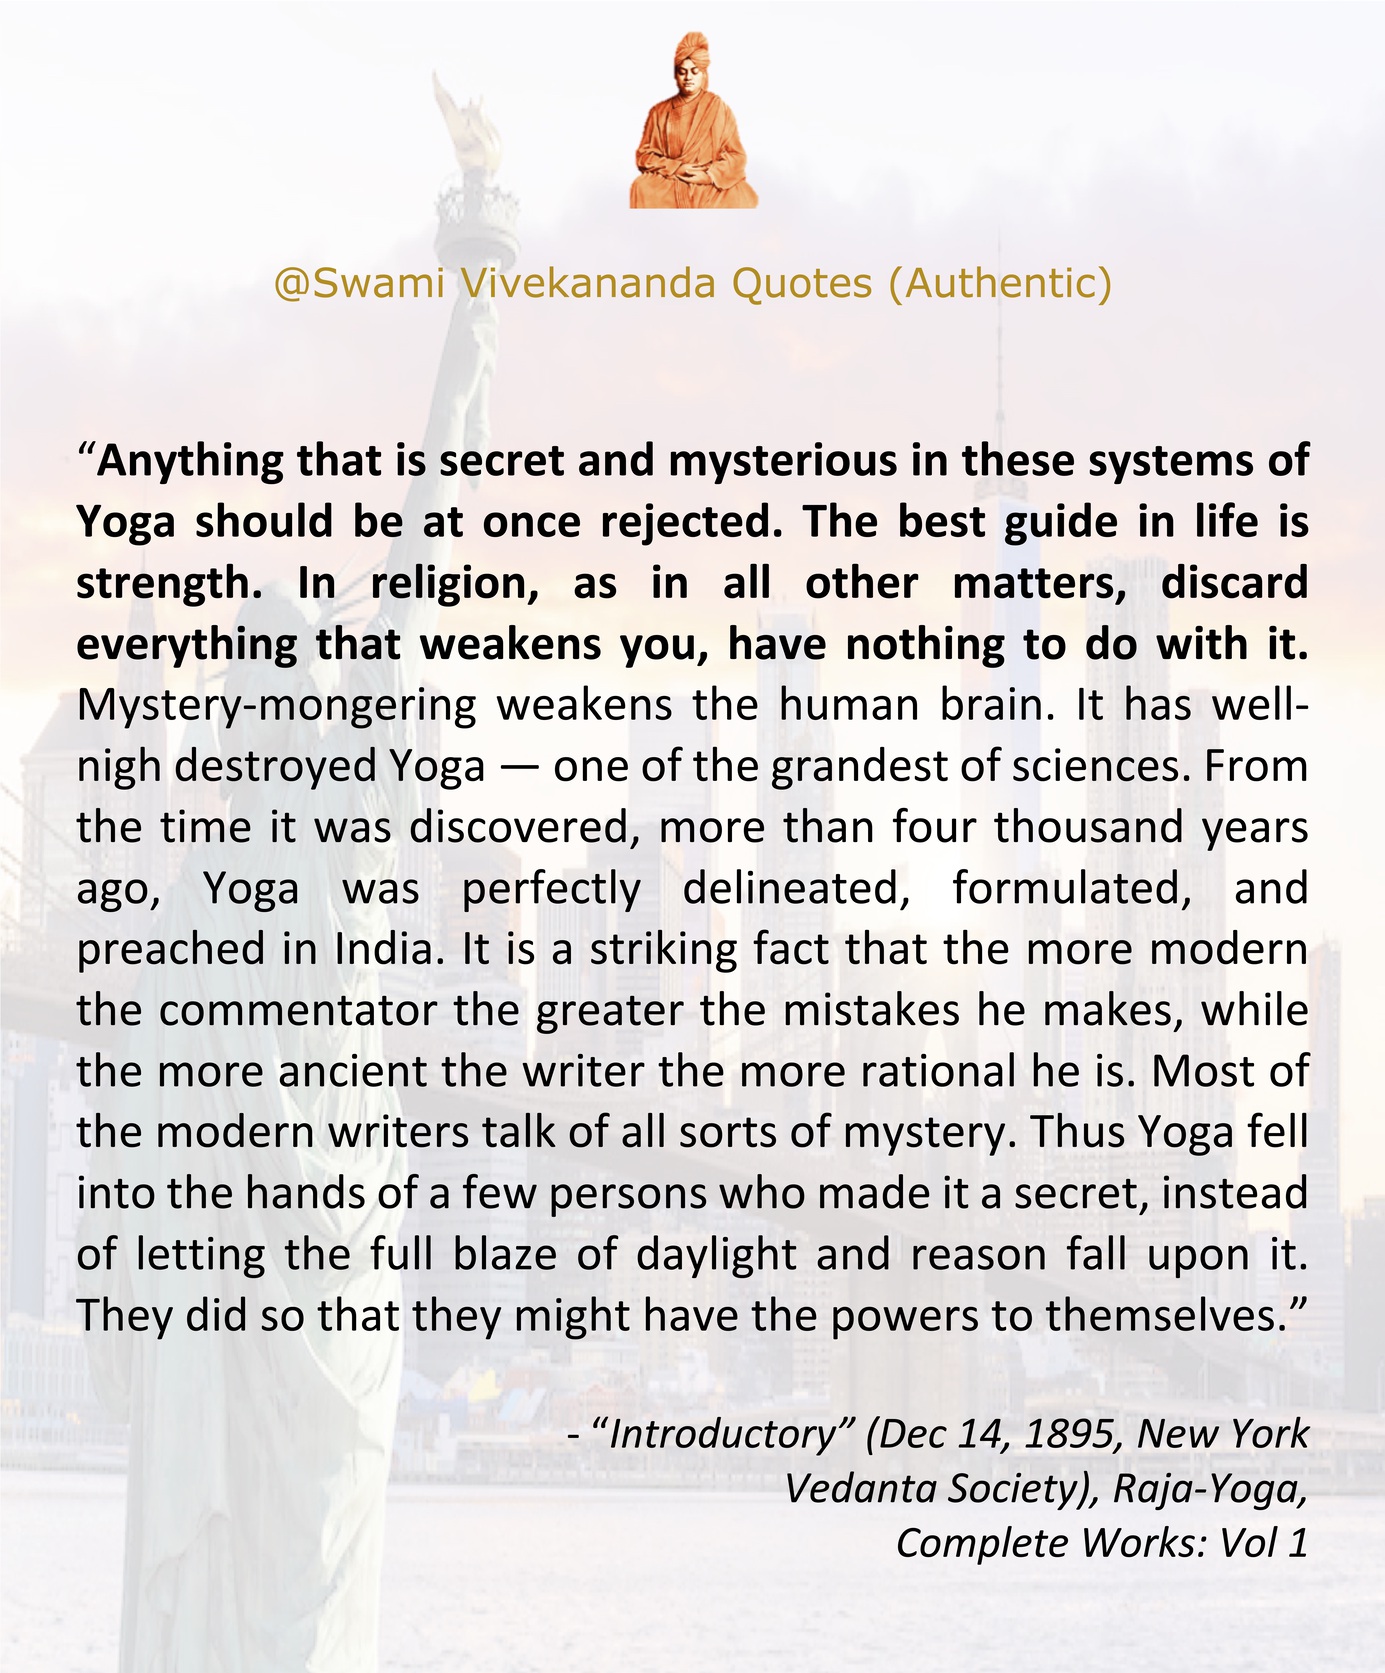 @Swami Vivekananda Quotes (Authentic)
“Anything that is secret and mysterious in these systems of
Yoga should be at once rejected. The best guide in life is
strength. In religion, as in all other matters, discard
everything that weakens you, have nothing to do with it.
Mystery-mongering weakens the human brain. It has well-
nigh destroyed Yoga — one of the grandest of sciences. From
the time it was discovered, more than four thousand years
ago, Yoga was perfectly delineated, formulated, and
preached in India. It is a striking fact that the more modern
the commentator the greater the mistakes he makes, while
the more ancient the writer the more rational he is. Most of
the modern writers talk of all sorts of mystery. Thus Yoga fell
into the hands of a few persons who made it a secret, instead
of letting the full blaze of daylight and reason fall upon it.
They did so that they might have the powers to themselves.”
- “Introductory” (Dec 14, 1895, New York
Vedanta Society), Raja-Yoga,
Complete Works: Vol 1